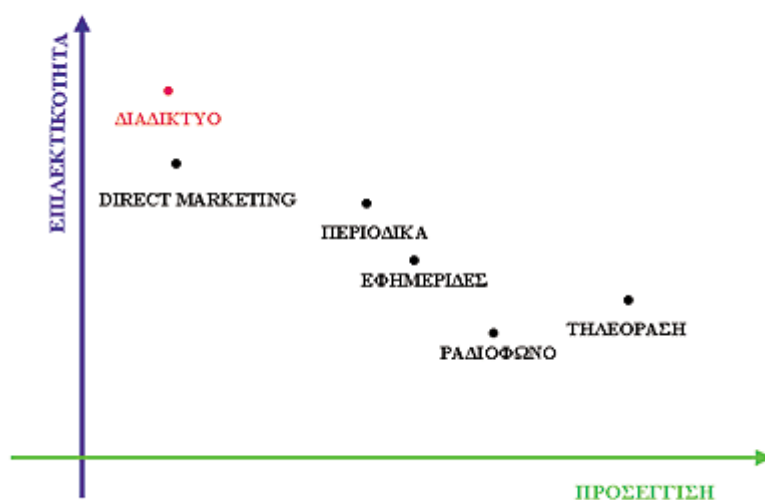 ΕΠΙΛΕΚΤΙΚΟΤΗΤΑ
ΔΙΑΔΙΚΤΥΟ
DIRECT MARKETING
ΠΕΡΙΟΔΙΚΑ
ΕΦΗΜΕΡΙΔΕΣ
ΤΗΛΕΟΡΑΣΗ
ΡΑΔΙΟΦΩΝΟ
ΠΡΟΣΕΓΓΙΣΗ